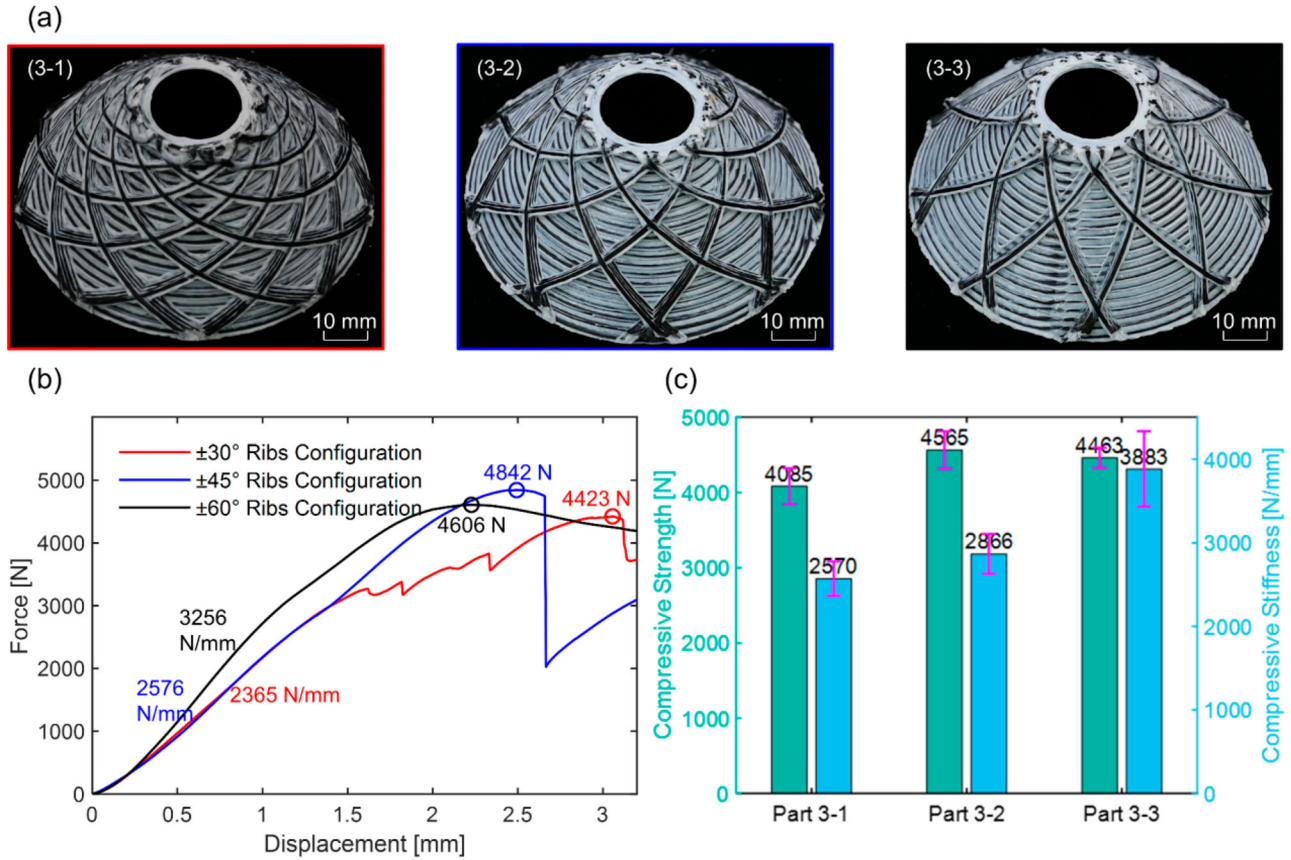 (a)
(3-1)
(3-2)
(3-3)
10 mm
10 mm
10 mm
(b)
Force [N]
5000
4000
3000
2000
1000
0
±30° Ribs Configuration
±45° Ribs Configuration
±60° Ribs Configuration
4842 N
4423 N
4606 N
3256
N/mm
2576
N/mm
2365 N/mm
0
0.5
1
1.5
2
2.5
3
Displacement [mm]
(c)
Compressive Strength [N]
5000
4000
3000
2000
1000
0
4085
2570
4565
2866
4463
3883
Part 3-1
Part 3-2
Part 3-3
4000
3000
2000
1000
0
Compressive Stiffness [N/mm]